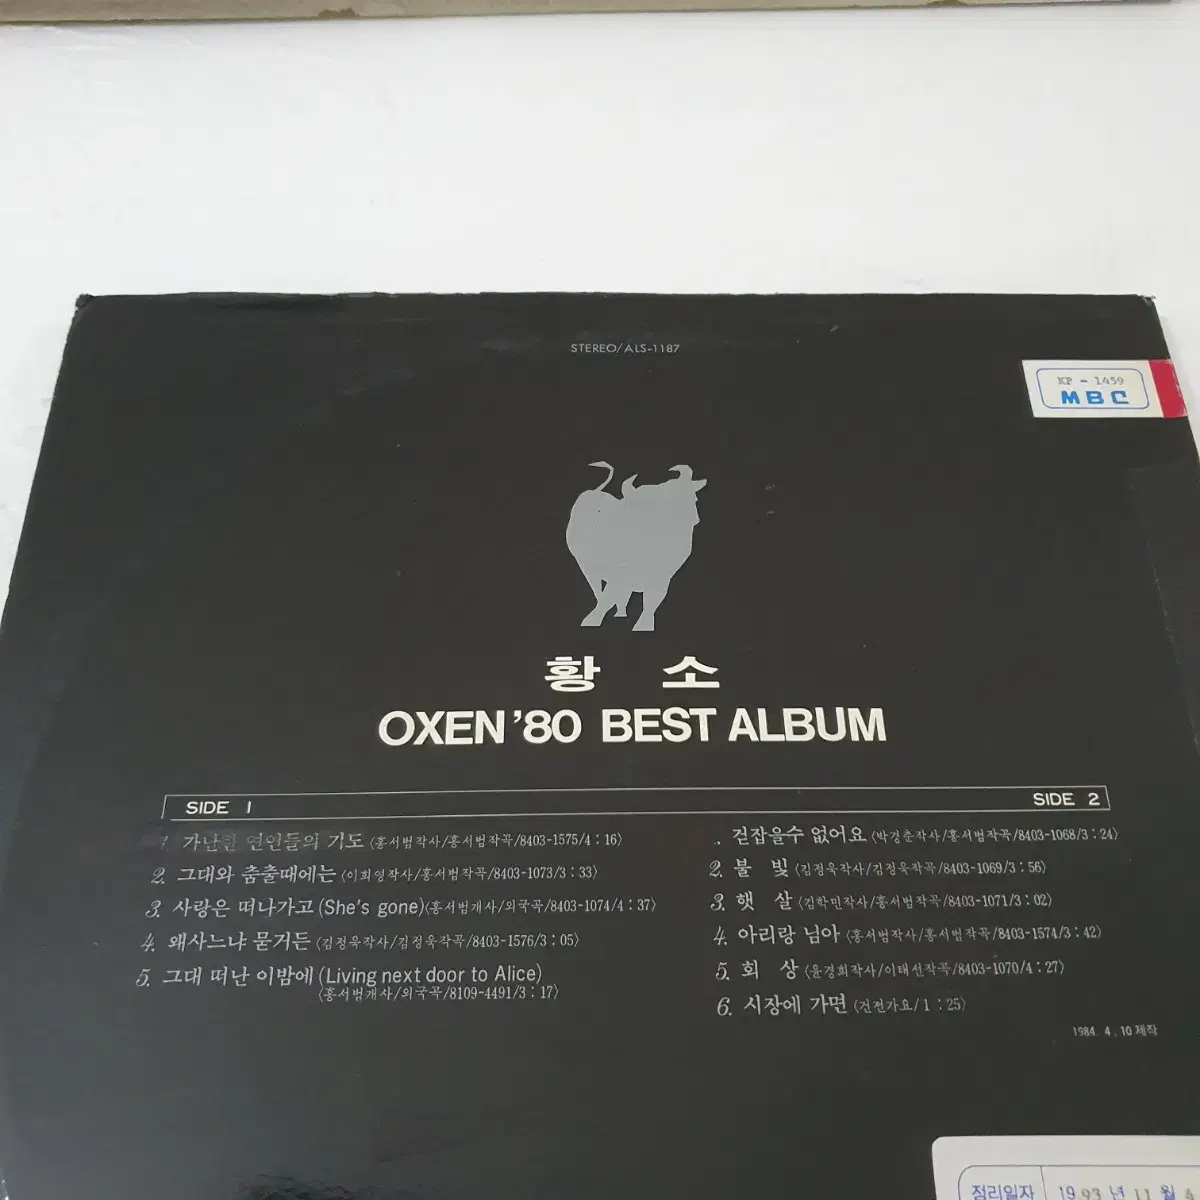 STEREO/ALS-1187
KP - 1459
MBC
황 소
OXEN '80 BEST ALBUM
SIDE 1
1. 가난한 연인들의 기도 〈홍서범작사/홍서범작곡/8403-1575/4 : 16〉
2. 그대와 춤출때에는 〈이희영작사/홍서범작곡/8403-1073/3 : 33〉
3. 사랑은 떠나가고 (She's gone) 〈홍서범개사/외국곡/8403-1074/4 : 37〉
4. 왜사느냐 묻거든 〈김정욱작사/김정욱작곡/8403-1576/3 : 05〉
5. 그대 떠난 이밤에 (Living next door to Alice)
〈홍서범개사/외국곡/8109-4491/3 : 17〉
SIDE 2
. 걷잡을수 없어요 〈박경춘작사/홍서범작곡/8403-1068/3 : 24〉
2. 불 빛 〈김정욱작사/김정욱작곡/8403-1069/3 : 56〉
3. 햇 살 〈김학민작사/홍서범작곡/8403-1071/3 : 02〉
4. 아리랑 님아 〈홍서범작사/홍서범작곡/8403-1574/3 : 42〉
5. 회 상 〈윤경희작사/이태선작곡/8403-1070/4 : 27〉
6. 시장에 가면 〈건전가요/1 : 25〉
1984. 4. 10 제작
정리일자 1993 년 11 월